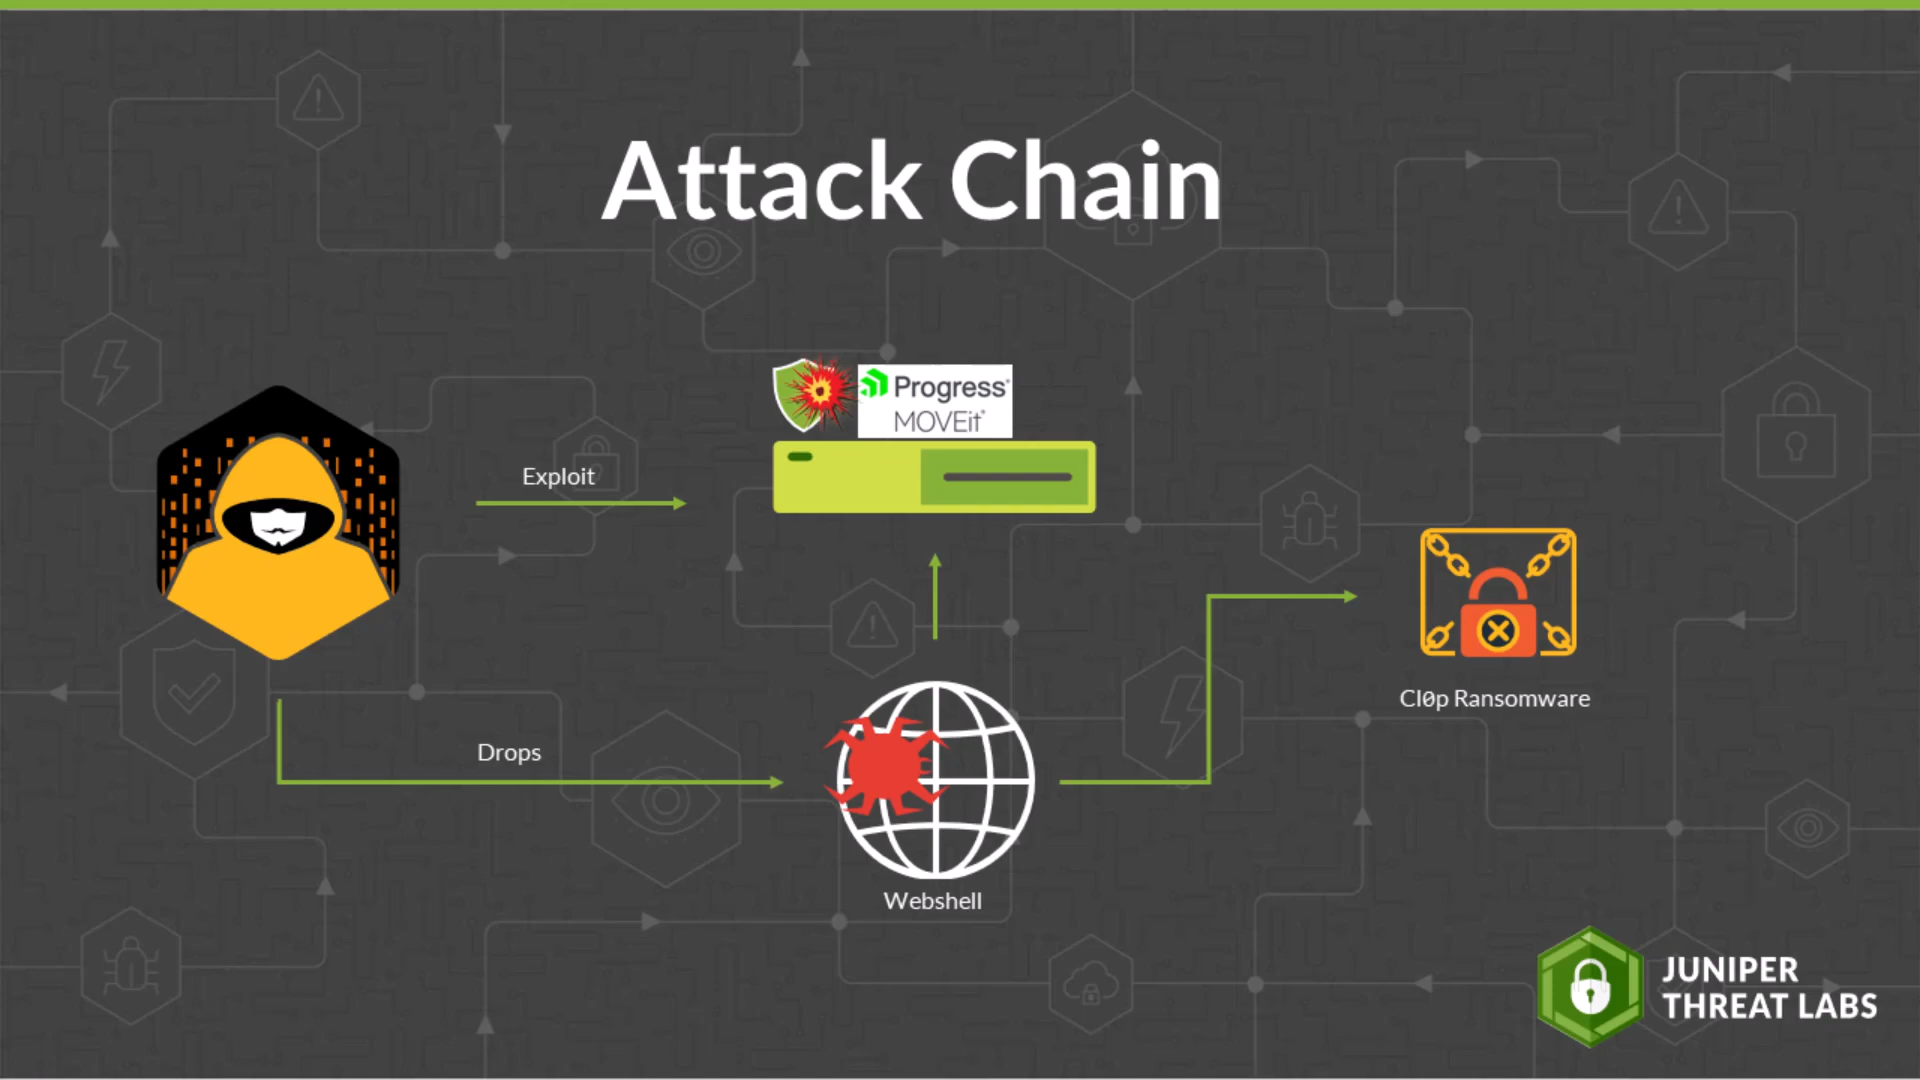 Attack Chain
Progress®
MOVEit®
Exploit
Cl0p Ransomware
Drops
Webshell
JUNIPER
THREAT LABS